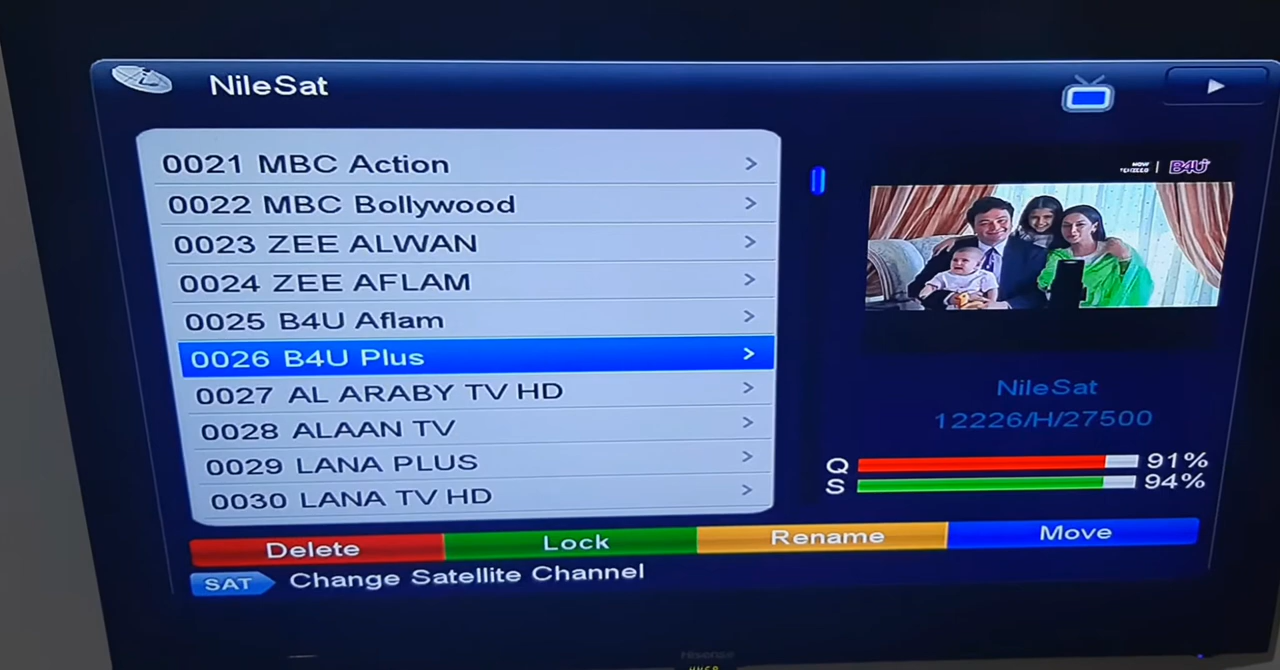 NileSat
0021 MBC Action
0022 MBC Bollywood
0023 ZEE ALWAN
0024 ZEE AFLAM
0025 B4U Aflam
0026 B4U Plus
0027 AL ARABY TV HD
0028 ALAAN TV
0029 LANA PLUS
0030 LANA TV HD
B4U
NileSat
12226/H/27500
Q 91%
S 94%
Delete Lock Rename Move
SAT Change Satellite Channel
Hisense